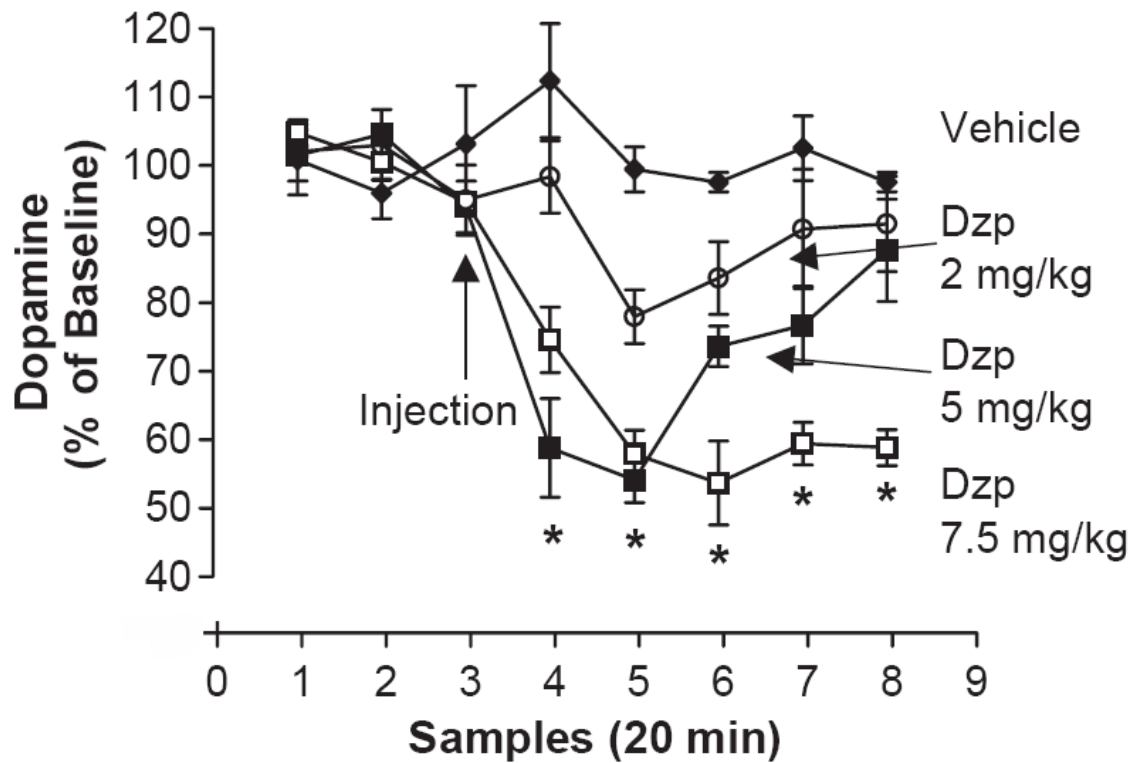 Dopamine
(% of Baseline)
120
110
100
90
80
70
60
50
40
Injection
Vehicle
Dzp
2 mg/kg
Dzp
5 mg/kg
Dzp
7.5 mg/kg
* * * * *
0 1 2 3 4 5 6 7 8 9
Samples (20 min)